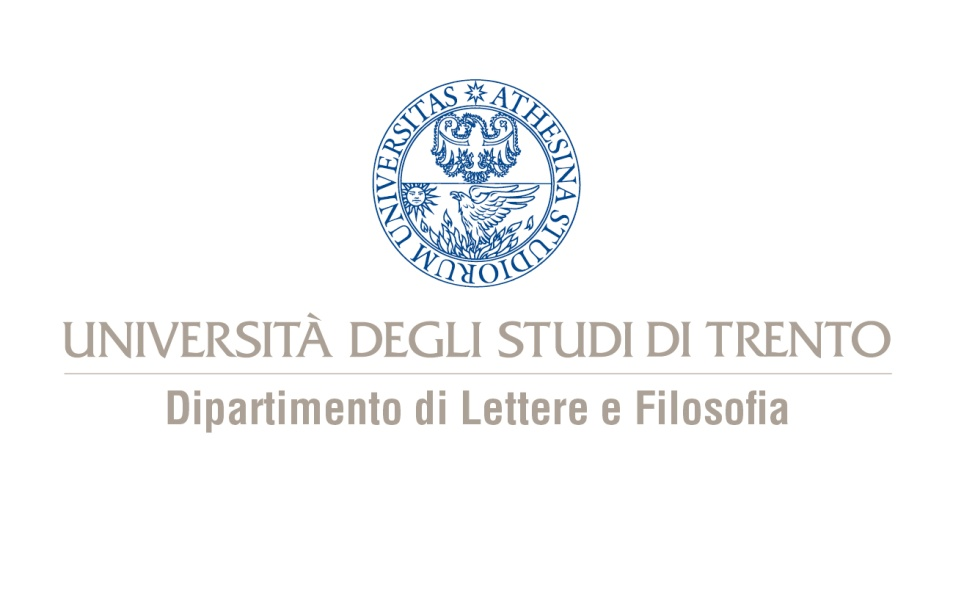 UNIVERSITAS ATHESINA STUDIORUM
UNIVERSITÀ DEGLI STUDI DI TRENTO
Dipartimento di Lettere e Filosofia